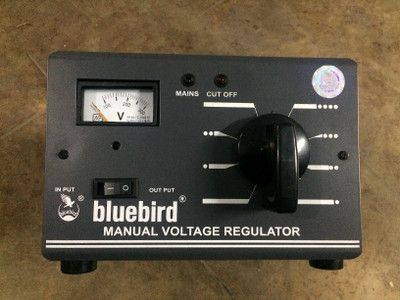 MAINS CUT OFF
V
IN PUT OUT PUT
bluebird®
MANUAL VOLTAGE REGULATOR